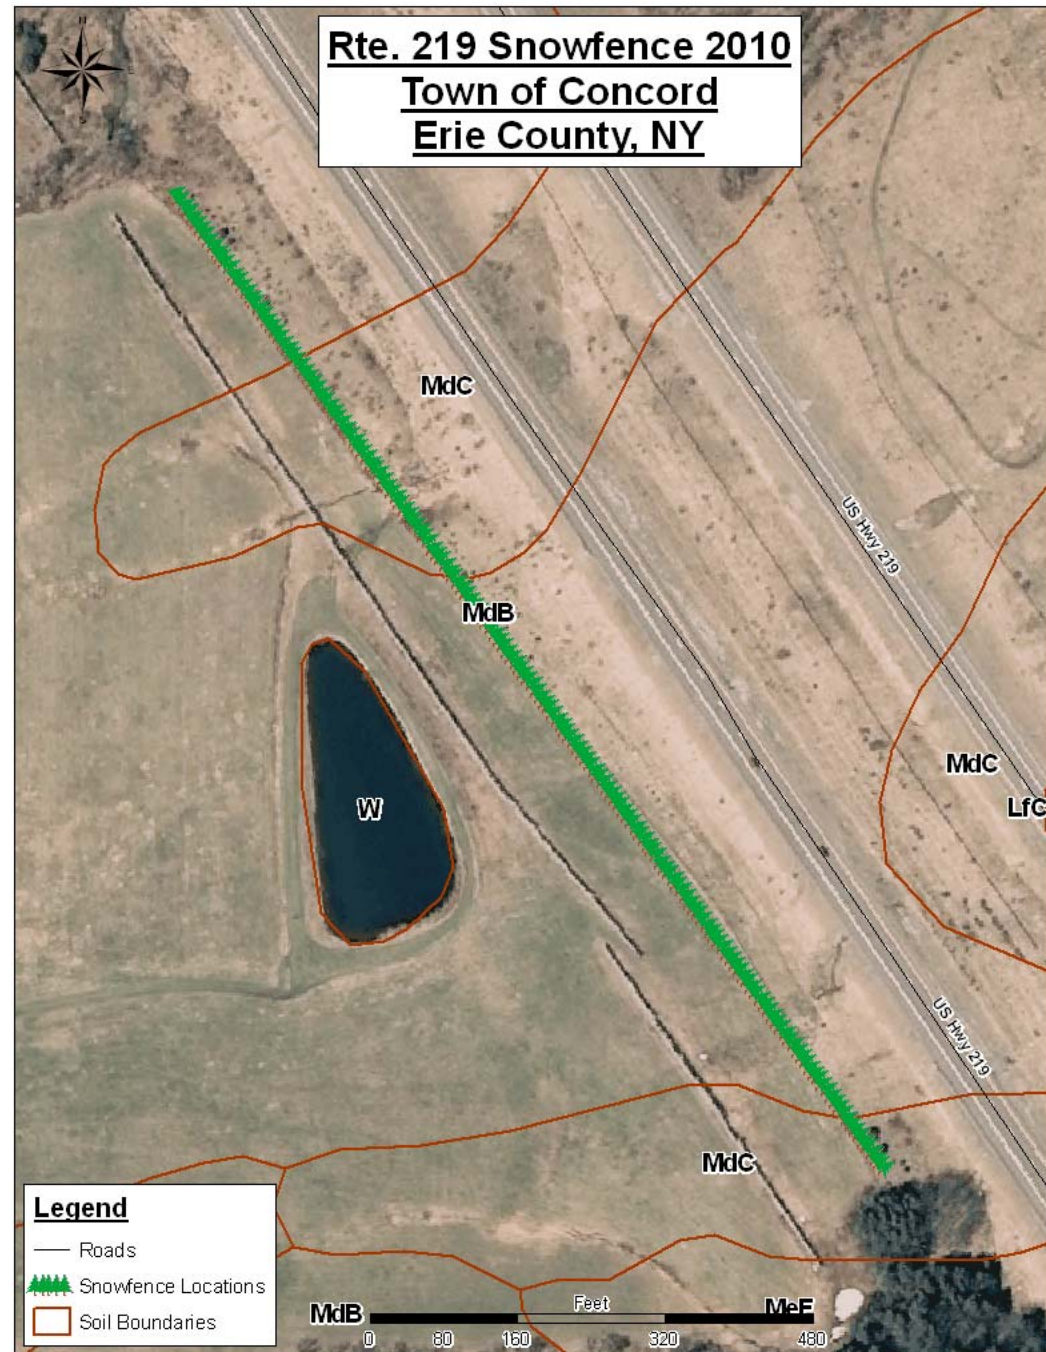 Rte. 219 Snowfence 2010
Town of Concord
Erie County, NY
N
MdC
US Hwy 219
MdB
MdC
LfC
W
US Hwy 219
MdC
Legend
Roads
Snowfence Locations
Soil Boundaries
MdB
Feet
MeE
0 80 160 320 480